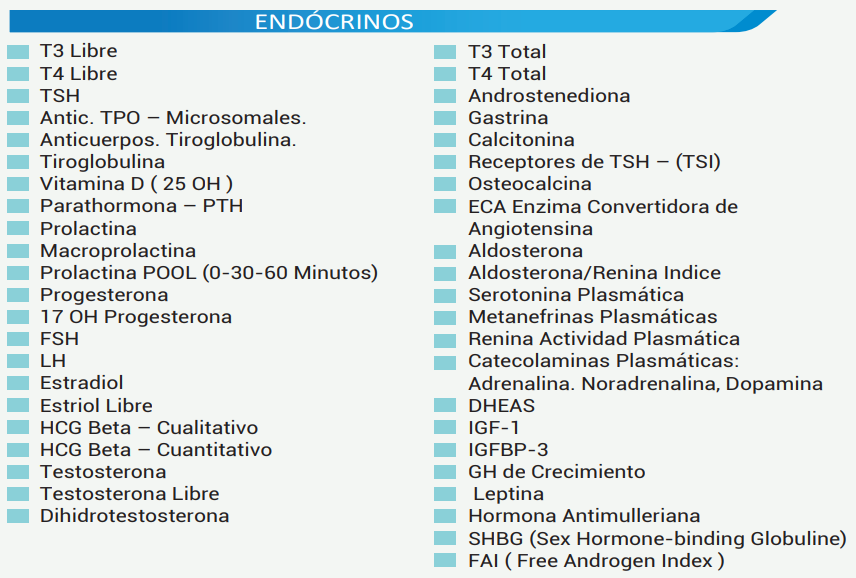 ENDÓCRINOS
T3 Libre
T4 Libre
TSH
Antic. TPO – Microsomales.
Anticuerpos. Tiroglobulina.
Tiroglobulina
Vitamina D ( 25 OH )
Parathormona – PTH
Prolactina
Macroprolactina
Prolactina POOL (0-30-60 Minutos)
Progesterona
17 OH Progesterona
FSH
LH
Estradiol
Estriol Libre
HCG Beta – Cualitativo
HCG Beta – Cuantitativo
Testosterona
Testosterona Libre
Dihidrotestosterona
T3 Total
T4 Total
Androstenediona
Gastrina
Calcitonina
Receptores de TSH – (TSI)
Osteocalcina
ECA Enzima Convertidora de
Angiotensina
Aldosterona
Aldosterona/Renina Indice
Serotonina Plasmática
Metanefrinas Plasmáticas
Renina Actividad Plasmática
Catecolaminas Plasmáticas:
Adrenalina. Noradrenalina, Dopamina
DHEAS
IGF-1
IGFBP-3
GH de Crecimiento
Leptina
Hormona Antimulleriana
SHBG (Sex Hormone-binding Globuline)
FAI ( Free Androgen Index )